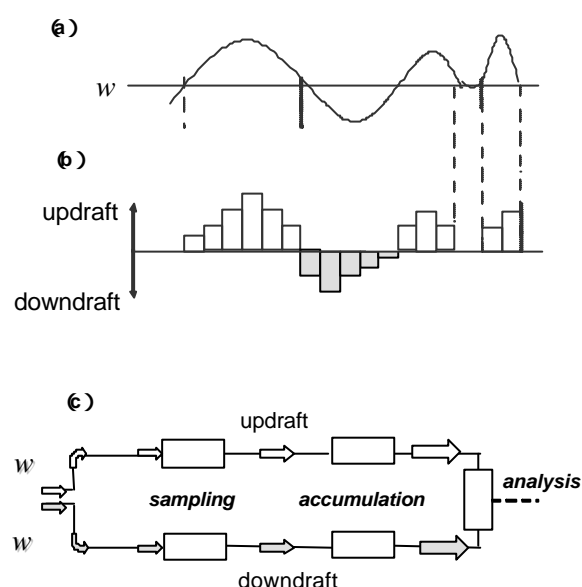 (a)
w
(b)
updraft
downdraft
(c)
updraft
w
analysis
sampling accumulation
w
downdraft